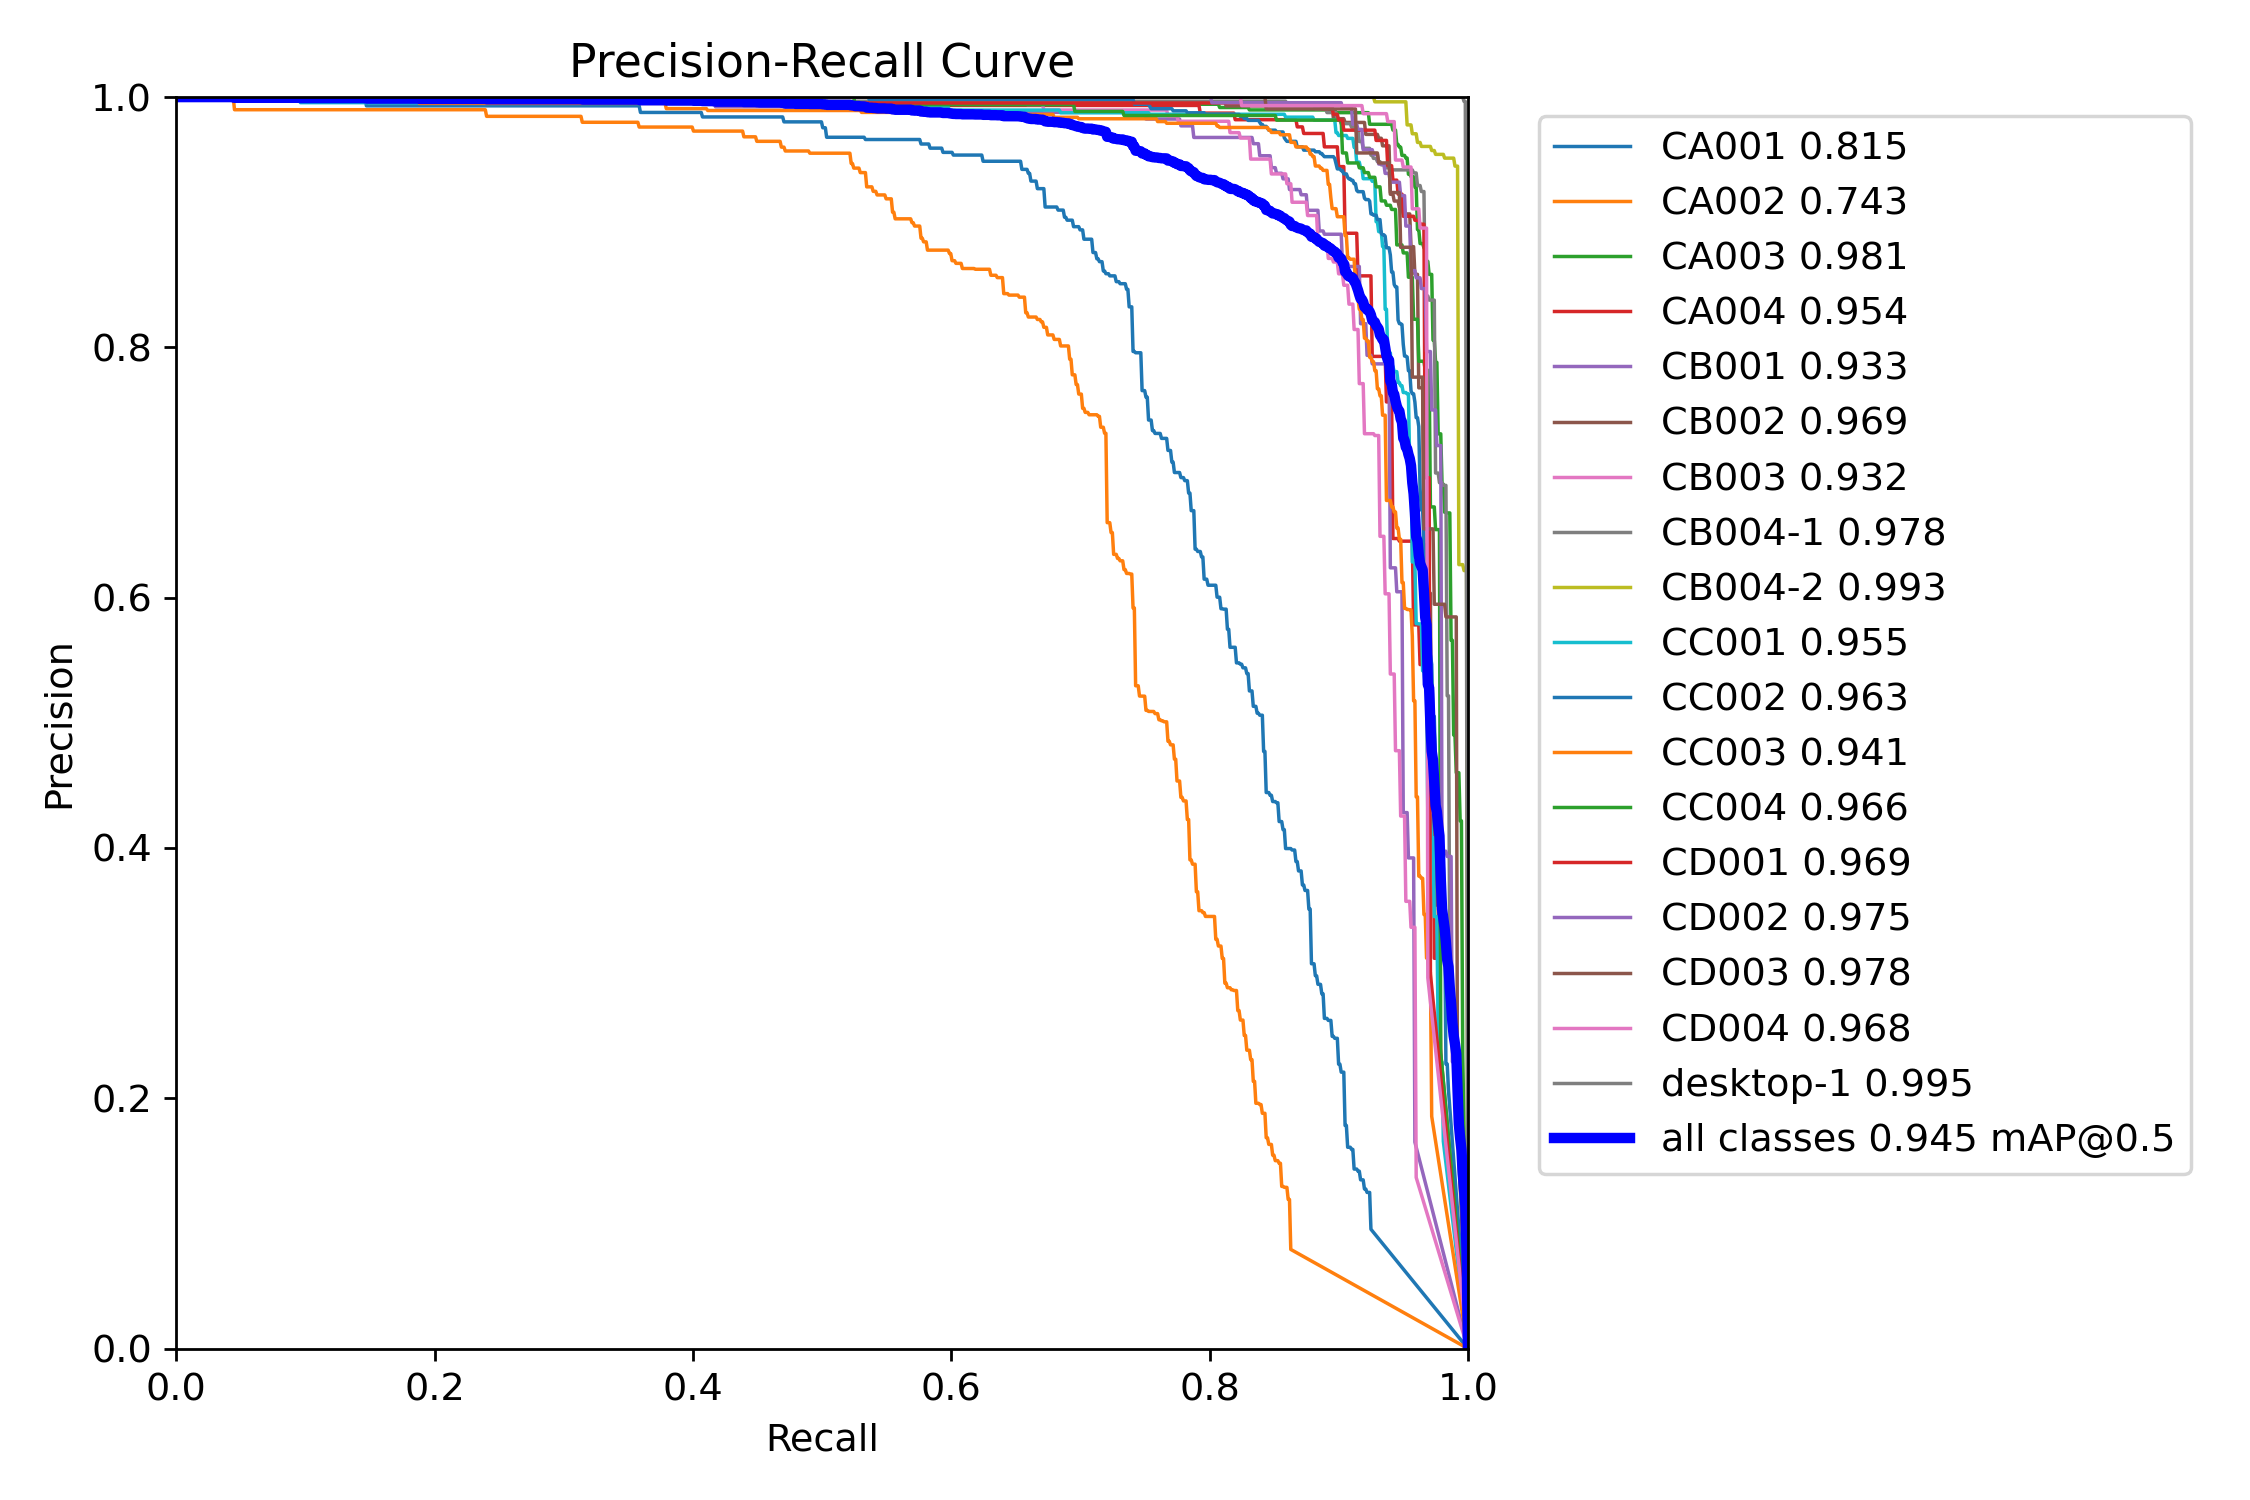 Precision-Recall Curve
1.0
0.8
0.6
0.4
0.2
0.0
Precision
0.0 0.2 0.4 0.6 0.8 1.0
Recall
CA001 0.815
CA002 0.743
CA003 0.981
CA004 0.954
CB001 0.933
CB002 0.969
CB003 0.932
CB004-1 0.978
CB004-2 0.993
CC001 0.955
CC002 0.963
CC003 0.941
CC004 0.966
CD001 0.969
CD002 0.975
CD003 0.978
CD004 0.968
desktop-1 0.995
all classes 0.945 mAP@0.5